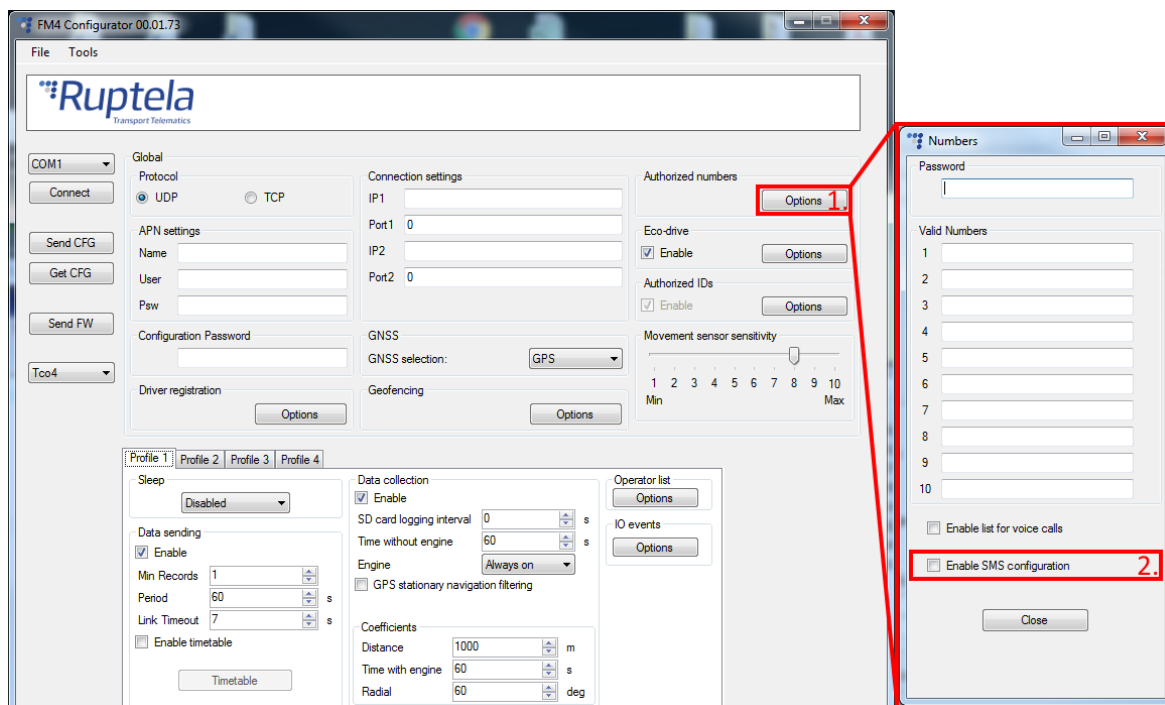 FM4 Configurator 00.01.73
File Tools
Ruptela
Transport Telematics
COM1
Connect
Send CFG
Get CFG
Send FW
Tco4
Global
Protocol
UDP TCP
APN settings
Name
User
Psw
Configuration Password
Driver registration
Options
Connection settings
IP1
Port1 0
IP2
Port2 0
GNSS
GNSS selection: GPS
Geofencing
Options
Authorized numbers
Options 1.
Eco-drive
Enable Options
Authorized IDs
Enable Options
Movement sensor sensitivity
1 2 3 4 5 6 7 8 9 10
Min Max
Profile 1 Profile 2 Profile 3 Profile 4
Sleep
Disabled
Data sending
Enable
Min Records 1
Period 60 s
Link Timeout 7 s
Enable timetable
Timetable
Data collection
Enable
SD card logging interval 0 s
Time without engine 60 s
Engine Always on
GPS stationary navigation filtering
Coefficients
Distance 1000 m
Time with engine 60 s
Radial 60 deg
Operator list
Options
IO events
Options
Numbers
Password
Valid Numbers
1
2
3
4
5
6
7
8
9
10
Enable list for voice calls
Enable SMS configuration 2.
Close